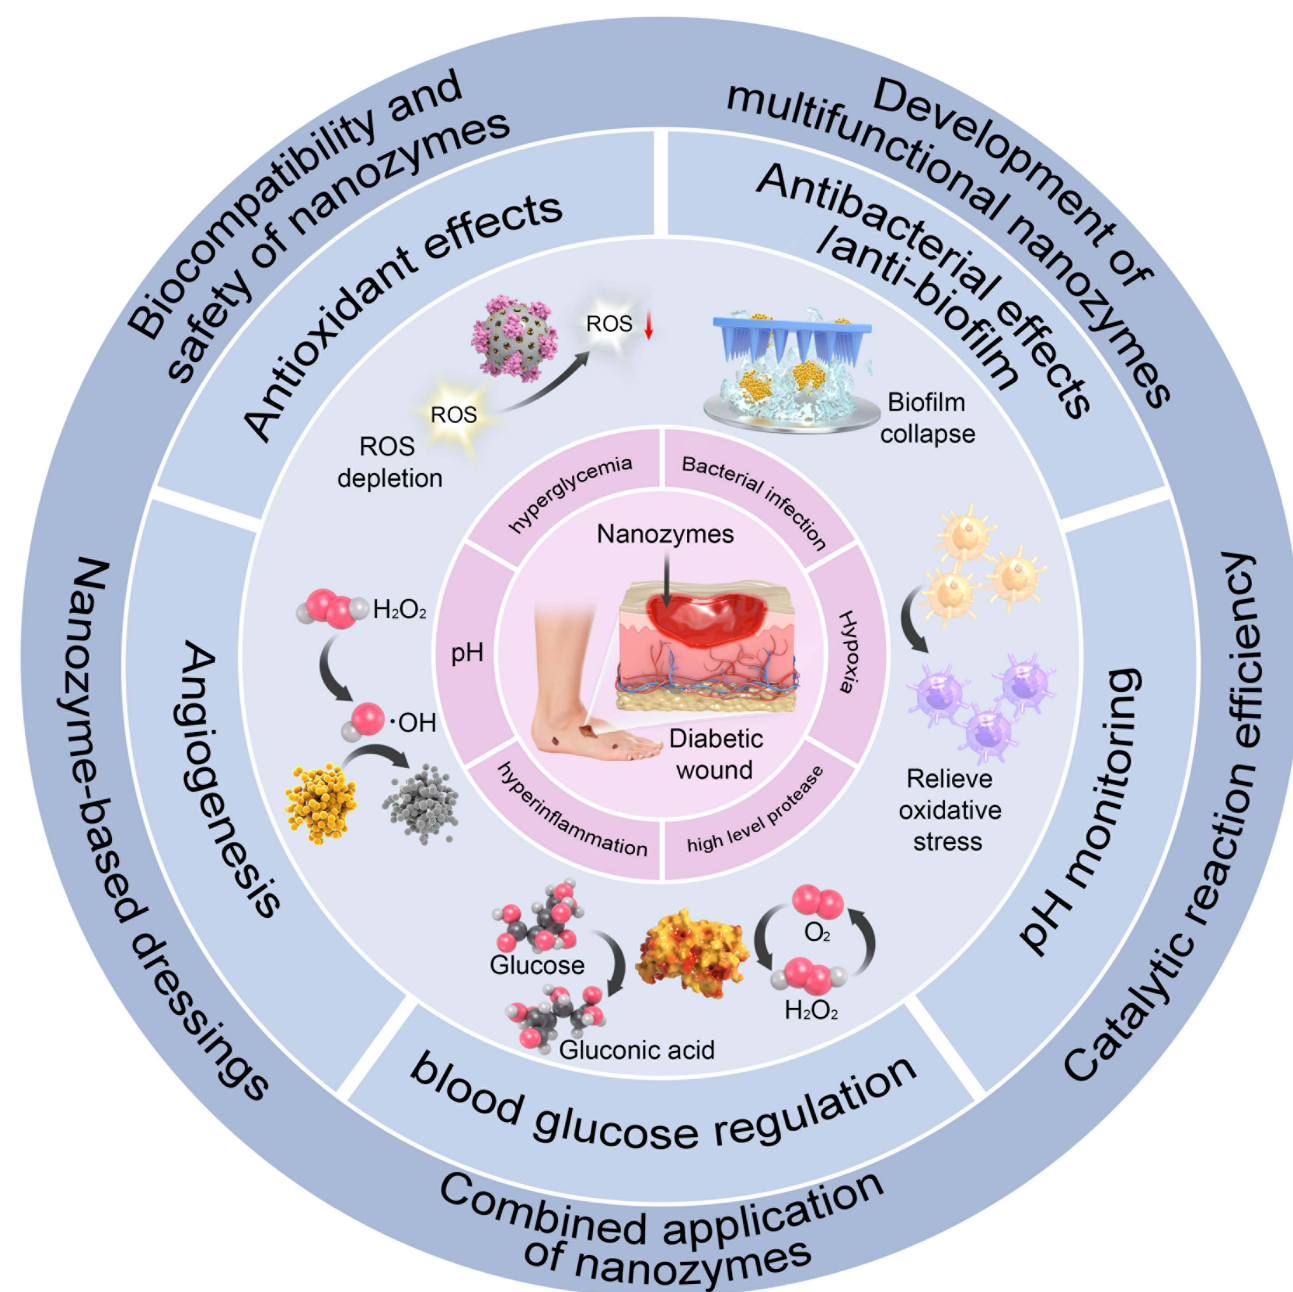 Biocompatibility and
safety of nanozymes
Development of
multifunctional nanozymes
Antioxidant effects
Antibacterial effects
/anti-biofilm
ROS
ROS
ROS
depletion
Biofilm
collapse
hyperglycemia
Bacterial infection
Nanozymes
H₂O₂
pH
Hypoxia
·OH
Diabetic
wound
Relieve
oxidative
stress
hyperinflammation
high level protease
Angiogenesis
pH monitoring
Nanozyme-based dressings
Catalytic reaction efficiency
Glucose
O₂
H₂O₂
Gluconic acid
blood glucose regulation
Combined application
of nanozymes